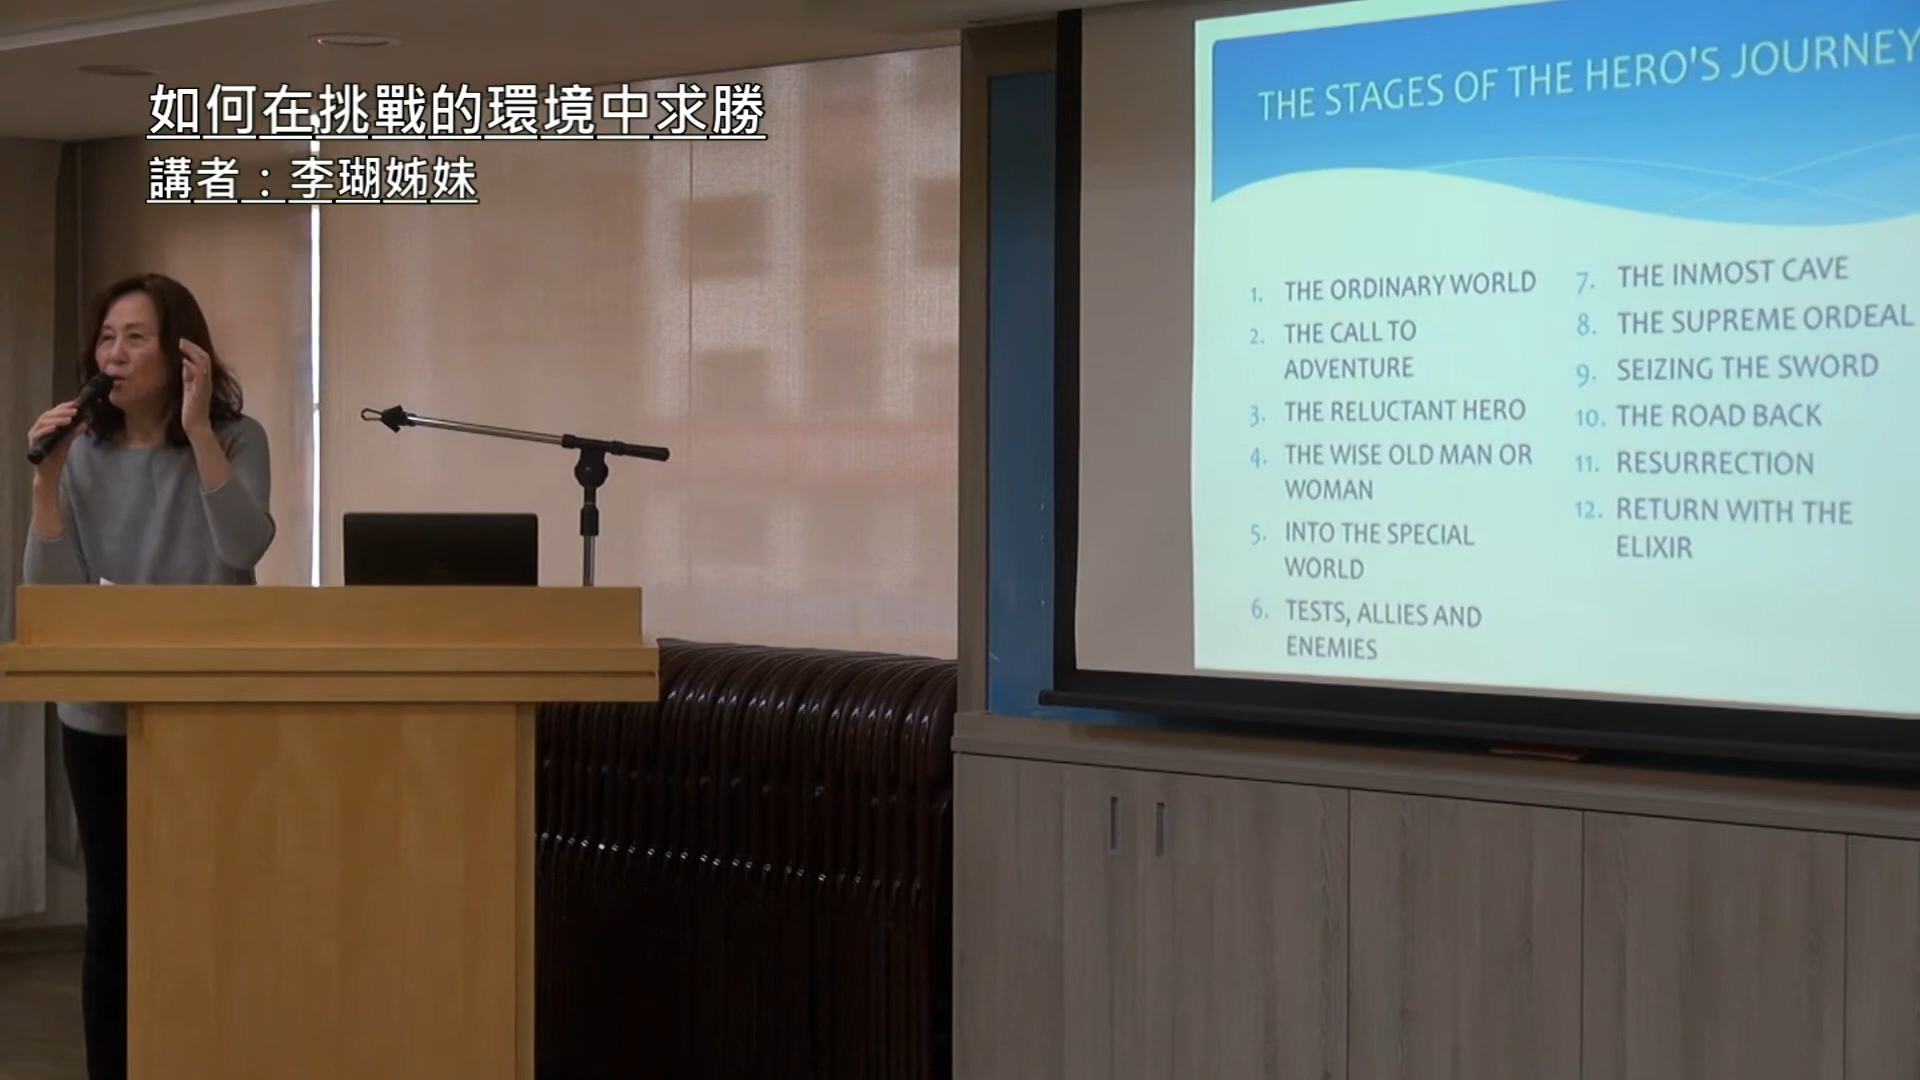 如何在挑戰的環境中求勝
講者：李瑚姊妹
THE STAGES OF THE HERO'S JOURNEY
1. THE ORDINARY WORLD
2. THE CALL TO
ADVENTURE
3. THE RELUCTANT HERO
4. THE WISE OLD MAN OR
WOMAN
5. INTO THE SPECIAL
WORLD
6. TESTS, ALLIES AND
ENEMIES
7. THE INMOST CAVE
8. THE SUPREME ORDEAL
9. SEIZING THE SWORD
10. THE ROAD BACK
11. RESURRECTION
12. RETURN WITH THE
ELIXIR